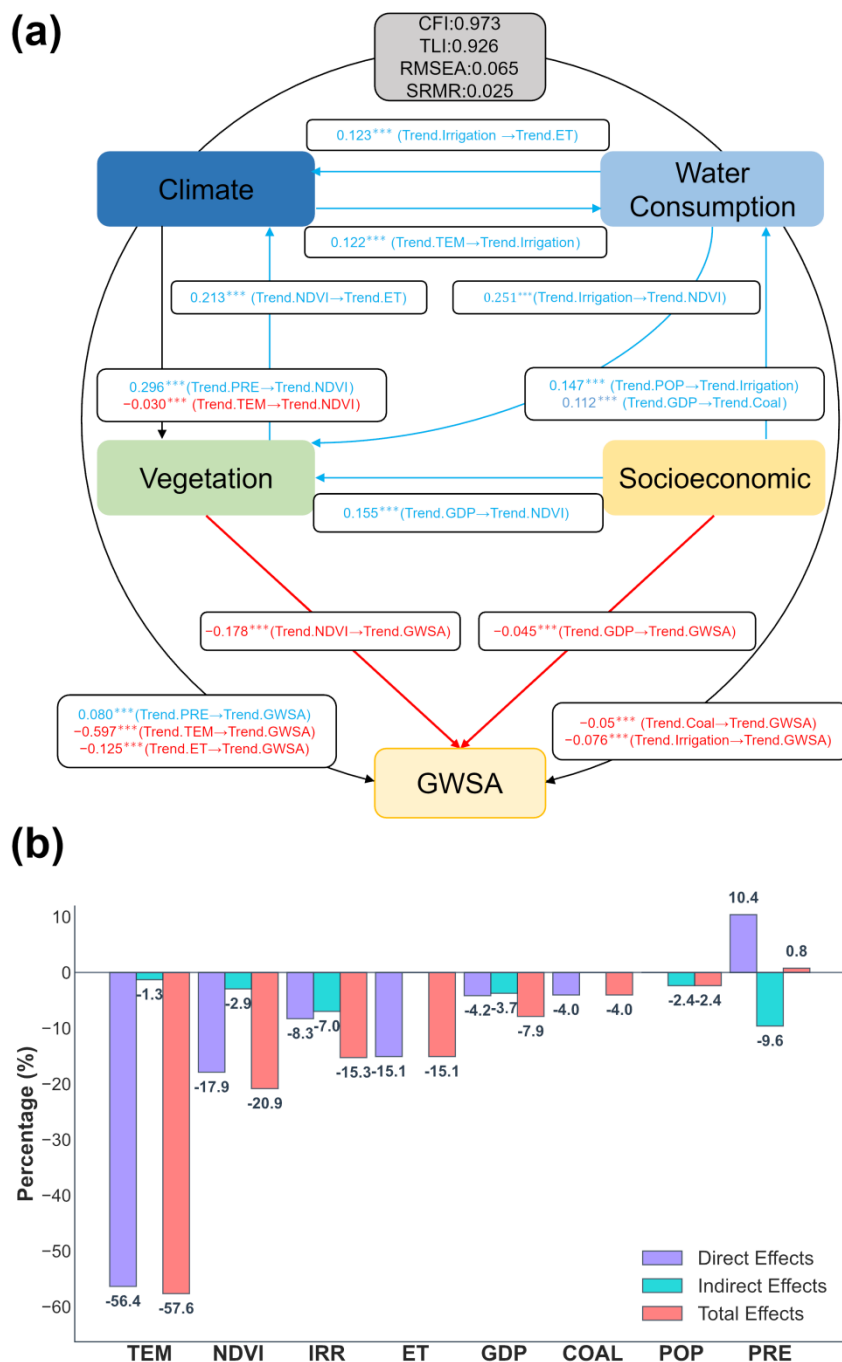 (a)
CFI:0.973
TLI:0.926
RMSEA:0.065
SRMR:0.025
0.123*** (Trend.Irrigation →Trend.ET)
Climate
Water
Consumption
0.122*** (Trend.TEM→Trend.Irrigation)
0.213*** (Trend.NDVI→Trend.ET)
0.251***(Trend.Irrigation→Trend.NDVI)
0.296***(Trend.PRE→Trend.NDVI)
−0.030*** (Trend.TEM→Trend.NDVI)
0.147*** (Trend.POP→Trend.Irrigation)
0.112*** (Trend.GDP→Trend.Coal)
Vegetation
Socioeconomic
0.155***(Trend.GDP→Trend.NDVI)
−0.178***(Trend.NDVI→Trend.GWSA)
−0.045***(Trend.GDP→Trend.GWSA)
0.080***(Trend.PRE→Trend.GWSA)
−0.597***(Trend.TEM→Trend.GWSA)
−0.125***(Trend.ET→Trend.GWSA)
−0.05*** (Trend.Coal→Trend.GWSA)
−0.076***(Trend.Irrigation→Trend.GWSA)
GWSA
(b)
Percentage (%)
10
0
−10
−20
−30
−40
−50
−60
-56.4
-1.3
-57.6
-17.9
-2.9
-20.9
-8.3
-7.0
-15.3
-15.1
-15.1
-4.2
-3.7
-7.9
-4.0
-4.0
-2.4
-2.4
10.4
-9.6
0.8
Direct Effects
Indirect Effects
Total Effects
TEM
NDVI
IRR
ET
GDP
COAL
POP
PRE